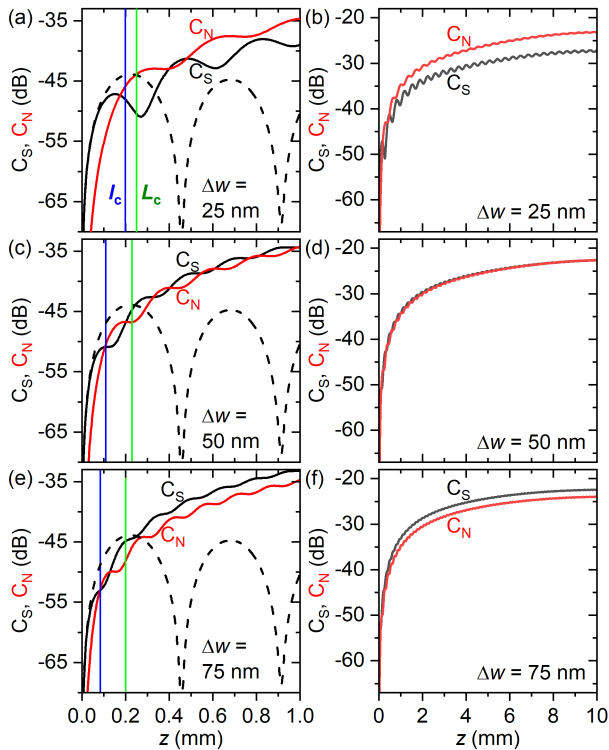 (a)
(b)
C_S, C_N (dB)
-35
-45
-55
-65
C_N
C_S
l_c
L_c
Δw =
25 nm
C_S, C_N (dB)
-20
-30
-40
-50
-60
C_N
C_S
Δw = 25 nm
(c)
(d)
C_S, C_N (dB)
-35
-45
-55
-65
C_S
C_N
Δw =
50 nm
C_S, C_N (dB)
-20
-30
-40
-50
-60
Δw = 50 nm
(e)
(f)
C_S, C_N (dB)
-35
-45
-55
-65
C_S
C_N
Δw =
75 nm
0.0 0.2 0.4 0.6 0.8 1.0
z (mm)
C_S, C_N (dB)
-20
-30
-40
-50
-60
C_S
C_N
Δw = 75 nm
0 2 4 6 8 10
z (mm)